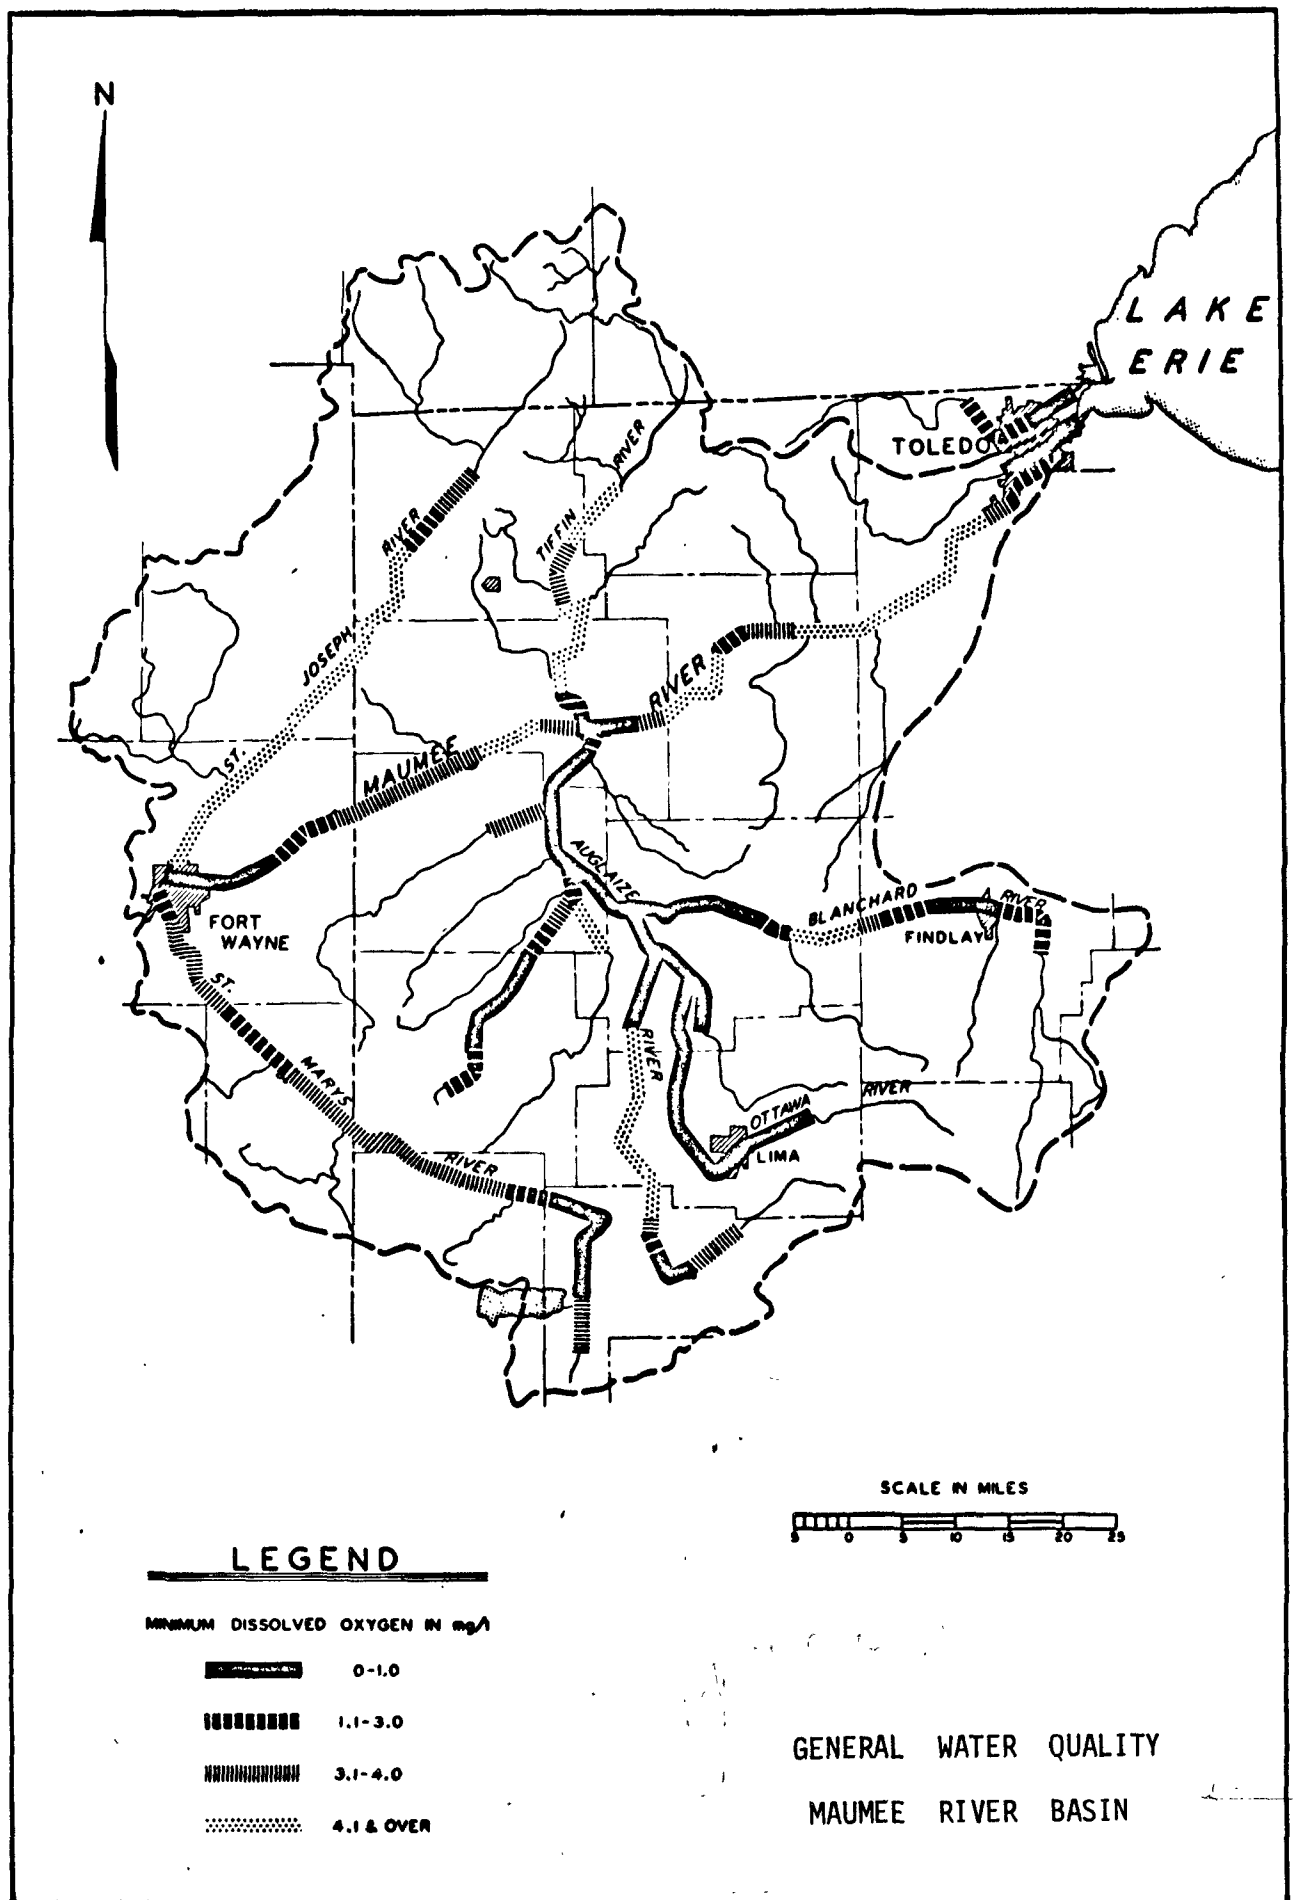 N
LAKE
ERIE
TOLEDO
RIVER
TIFFIN
RIVER
ST. JOSEPH
RIVER
MAUMEE
RIVER
AUGLAIZE
RIVER
BLANCHARD
RIVER
FINDLAY
FORT
WAYNE
ST.
MARYS
RIVER
OTTAWA
RIVER
LIMA
SCALE IN MILES
5 0 5 10 15 20 25
LEGEND
MINIMUM DISSOLVED OXYGEN IN mg/l
0-1.0
1.1-3.0
3.1-4.0
4.1 & OVER
GENERAL WATER QUALITY
MAUMEE RIVER BASIN